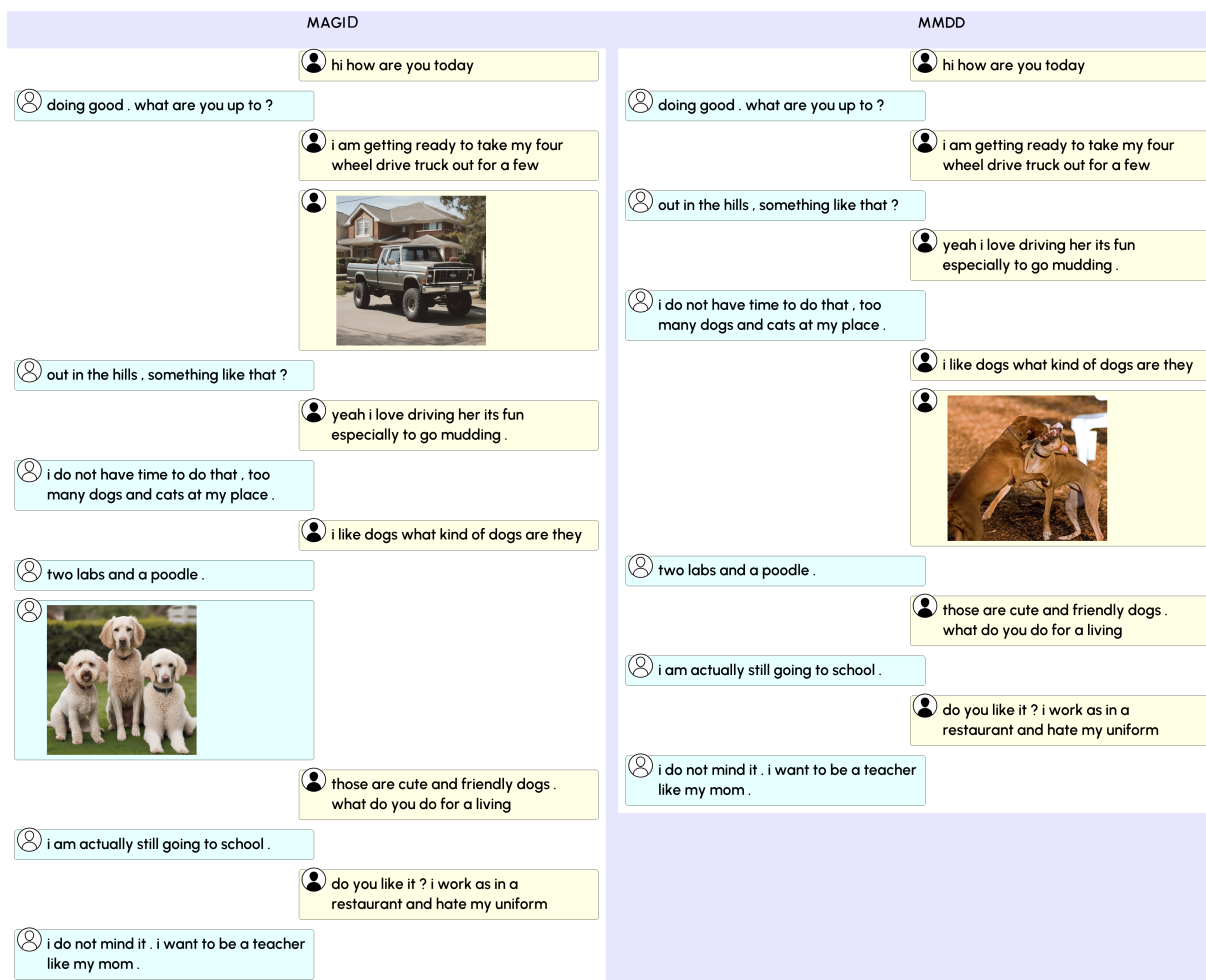 MAGID
hi how are you today
doing good . what are you up to ?
i am getting ready to take my four
wheel drive truck out for a few
out in the hills , something like that ?
yeah i love driving her its fun
especially to go mudding .
i do not have time to do that , too
many dogs and cats at my place .
i like dogs what kind of dogs are they
two labs and a poodle .
those are cute and friendly dogs .
what do you do for a living
i am actually still going to school .
do you like it ? i work as in a
restaurant and hate my uniform
i do not mind it . i want to be a teacher
like my mom .
MMDD
hi how are you today
doing good . what are you up to ?
i am getting ready to take my four
wheel drive truck out for a few
out in the hills , something like that ?
yeah i love driving her its fun
especially to go mudding .
i do not have time to do that , too
many dogs and cats at my place .
i like dogs what kind of dogs are they
two labs and a poodle .
those are cute and friendly dogs .
what do you do for a living
i am actually still going to school .
do you like it ? i work as in a
restaurant and hate my uniform
i do not mind it . i want to be a teacher
like my mom .